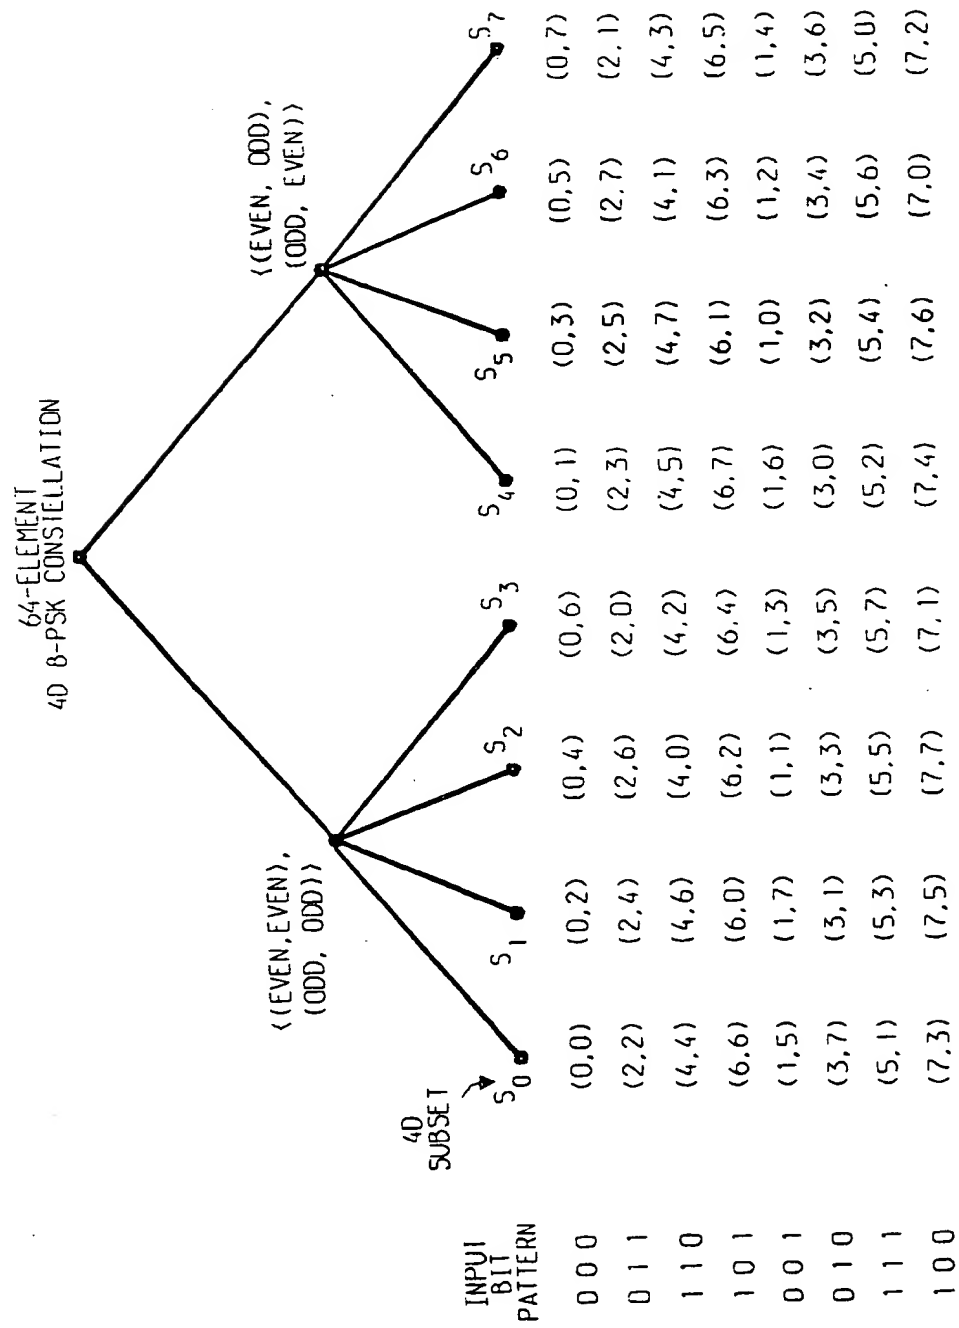 64-ELEMENT
4D 8-PSK CONSTELLATION
((EVEN,EVEN),
(ODD, ODD))
((EVEN, ODD),
(ODD, EVEN))
4D
SUBSET
S0 S1 S2 S3 S4 S5 S6 S7
INPUT
BIT
PATTERN
0 0 0 (0,0) (0,2) (0,4) (0,6) (0,1) (0,3) (0,5) (0,7)
0 1 1 (2,2) (2,4) (2,6) (2,0) (2,3) (2,5) (2,7) (2,1)
1 1 0 (4,4) (4,6) (4,0) (4,2) (4,5) (4,7) (4,1) (4,3)
1 0 1 (6,6) (6,0) (6,2) (6,4) (6,7) (6,1) (6,3) (6,5)
0 0 1 (1,5) (1,7) (1,1) (1,3) (1,6) (1,0) (1,2) (1,4)
0 1 0 (3,7) (3,1) (3,3) (3,5) (3,0) (3,2) (3,4) (3,6)
1 1 1 (5,1) (5,3) (5,5) (5,7) (5,2) (5,4) (5,6) (5,0)
1 0 0 (7,3) (7,5) (7,7) (7,1) (7,4) (7,6) (7,0) (7,2)